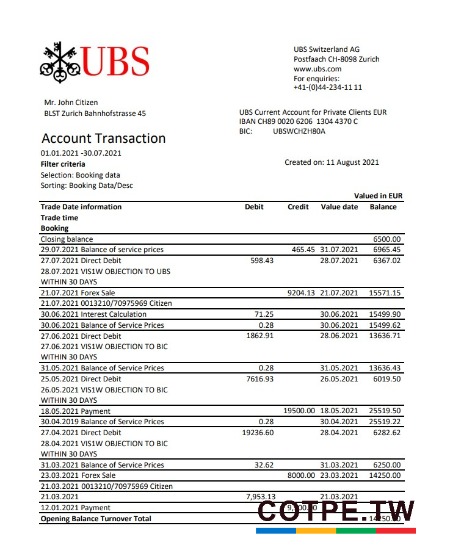 UBS
UBS Switzerland AG
Postfaach CH-8098 Zurich
www.ubs.com
For enquiries:
+41-(0)44-234-11 11
Mr. John Citizen
BLST Zurich Bahnhofstrasse 45
UBS Current Account for Private Clients EUR
IBAN CH89 0020 6206 1304 4370 C
BIC: UBSWCHZH80A
Account Transaction
01.01.2021 -30.07.2021
Filter criteria
Created on: 11 August 2021
Selection: Booking data
Sorting: Booking Data/Desc
Valued in EUR
Trade Date information Debit Credit Value date Balance
Trade time
Booking
Closing balance 6500.00
29.07.2021 Balance of service prices 465.45 31.07.2021 6965.45
27.07.2021 Direct Debit 598.43 28.07.2021 6367.02
28.07.2021 VIS1W OBJECTION TO UBS
WITHIN 30 DAYS
21.07.2021 Forex Sale 9204.13 21.07.2021 15571.15
21.07.2021 0013210/70975969 Citizen
30.06.2021 Interest Calculation 71.25 30.06.2021 15499.90
30.06.2021 Balance of Service Prices 0.28 30.06.2021 15499.62
27.06.2021 Direct Debit 1862.91 28.06.2021 13636.71
27.06.2021 VIS1W OBJECTION TO BIC
WITHIN 30 DAYS
31.05.2021 Balance of Service Prices 0.28 31.05.2021 13636.43
25.05.2021 Direct Debit 7616.93 26.05.2021 6019.50
26.05.2021 VIS1W OBJECTION TO BIC
WITHIN 30 DAYS
18.05.2021 Payment 19500.00 18.05.2021 25519.50
30.04.2019 Balance of Service Prices 0.28 30.04.2021 25519.22
27.04.2021 Direct Debit 19236.60 28.04.2021 6282.62
28.04.2021 VIS1W OBJECTION TO BIC
WITHIN 30 DAYS
31.03.2021 Balance of Service Prices 32.62 31.03.2021 6250.00
23.03.2021 Forex Sale 8000.00 23.03.2021 14250.00
21.03.2021 0013210/70975969 Citizen
21.03.2021 7,953.13 21.03.2021
12.01.2021 Payment
Opening Balance Turnover Total
COTPE.TW